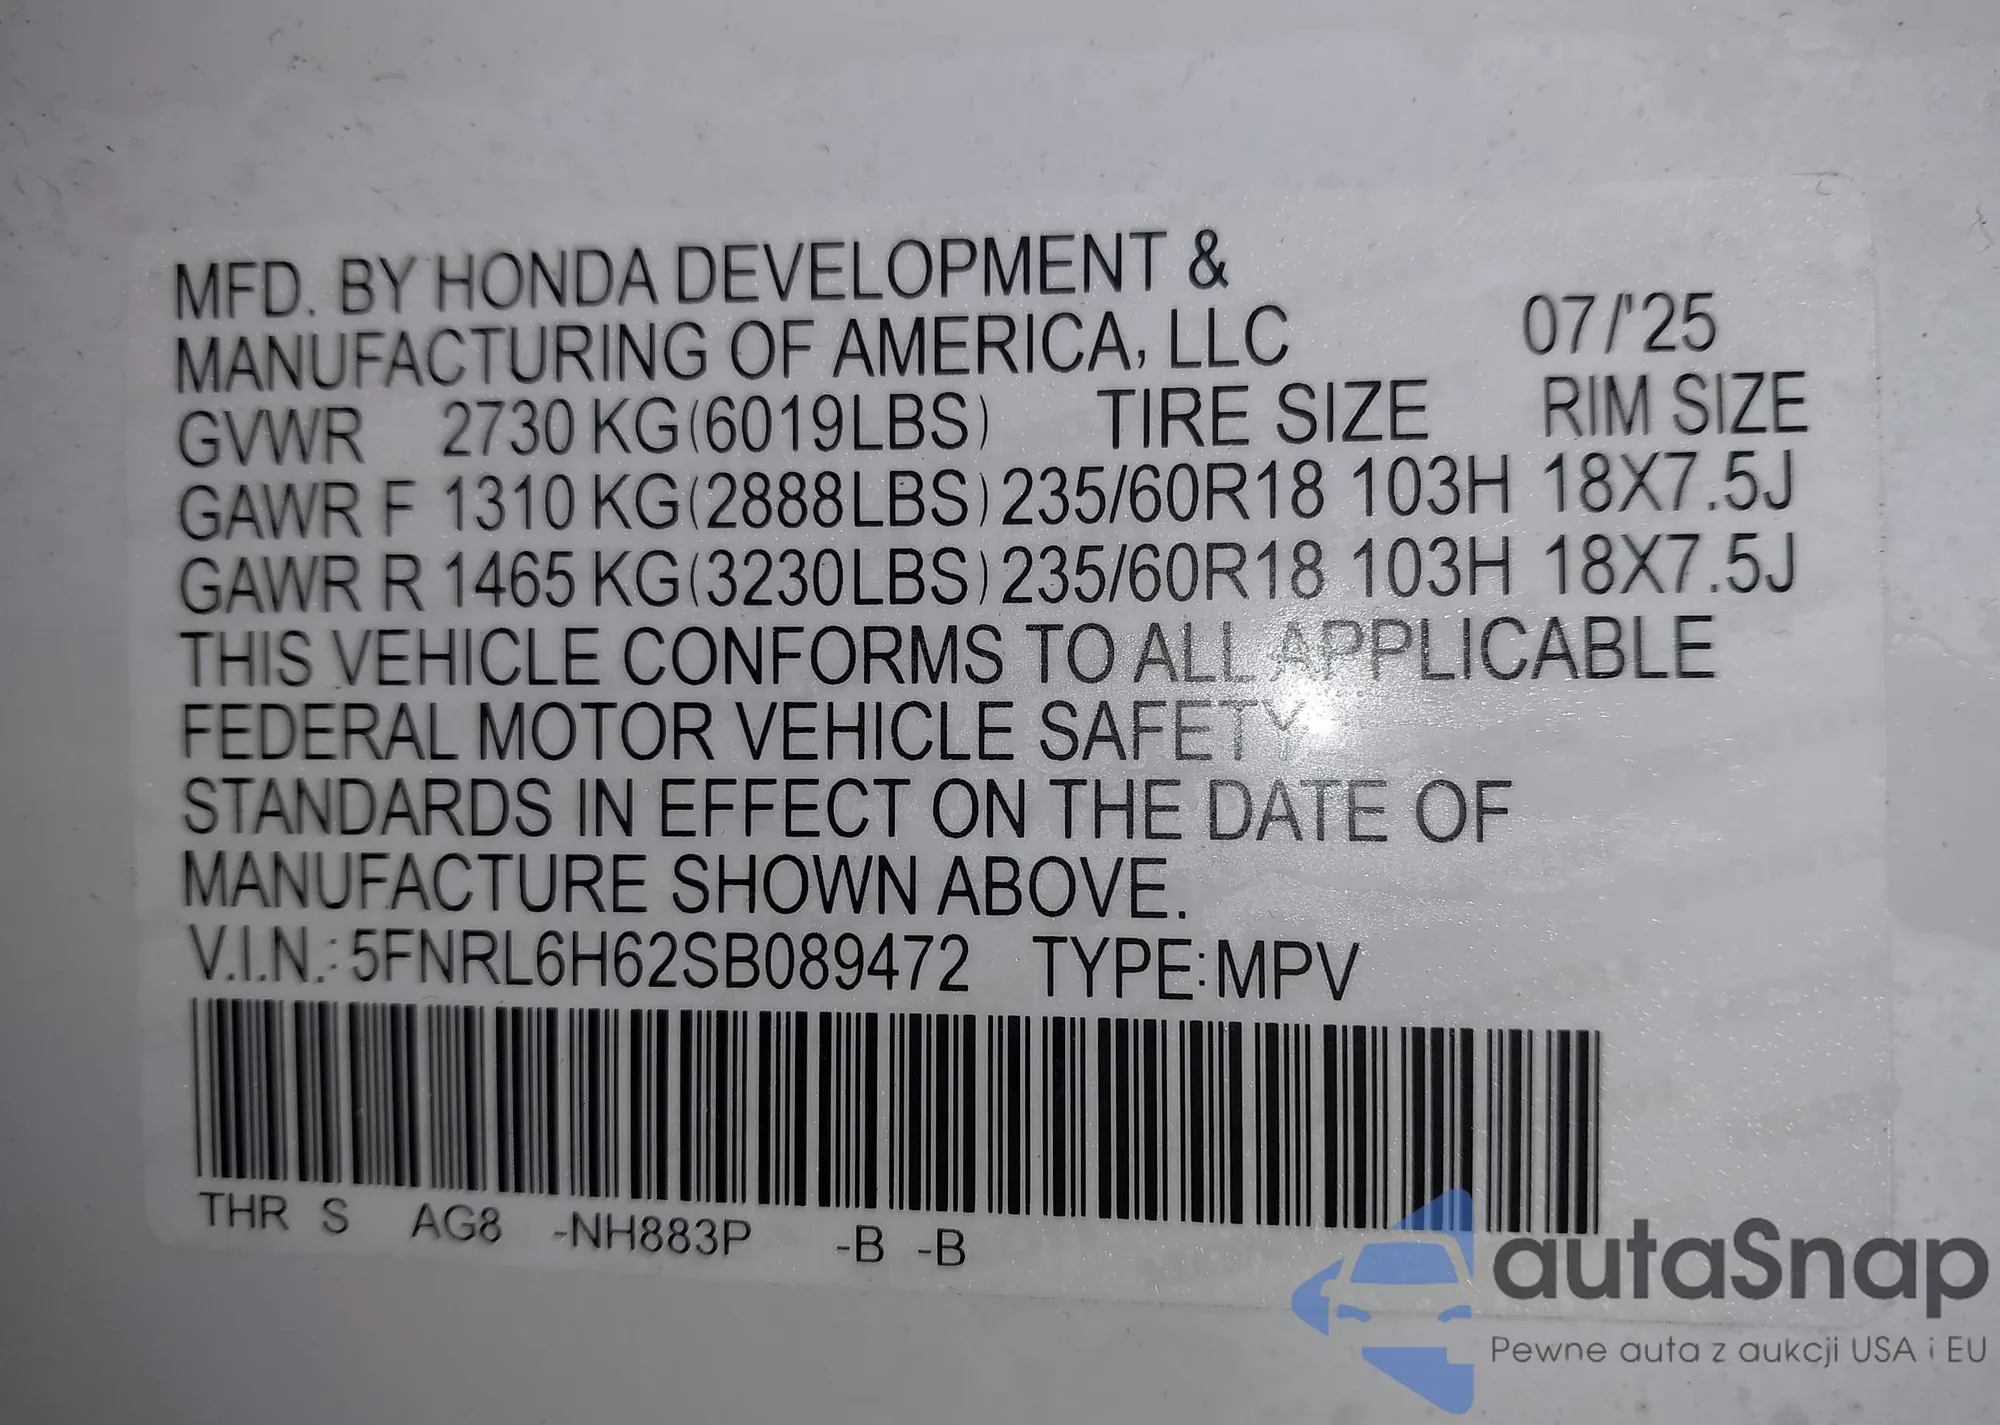 MFD. BY HONDA DEVELOPMENT &
MANUFACTURING OF AMERICA, LLC 07/'25
GVWR 2730 KG(6019LBS) TIRE SIZE RIM SIZE
GAWR F 1310 KG(2888LBS) 235/60R18 103H 18X7.5J
GAWR R 1465 KG(3230LBS) 235/60R18 103H 18X7.5J
THIS VEHICLE CONFORMS TO ALL APPLICABLE
FEDERAL MOTOR VEHICLE SAFETY
STANDARDS IN EFFECT ON THE DATE OF
MANUFACTURE SHOWN ABOVE.
V.I.N.: 5FNRL6H62SB089472 TYPE:MPV
THR S AG8 -NH883P -B -B
autaSnap
Pewne auta z aukcji USA i EU